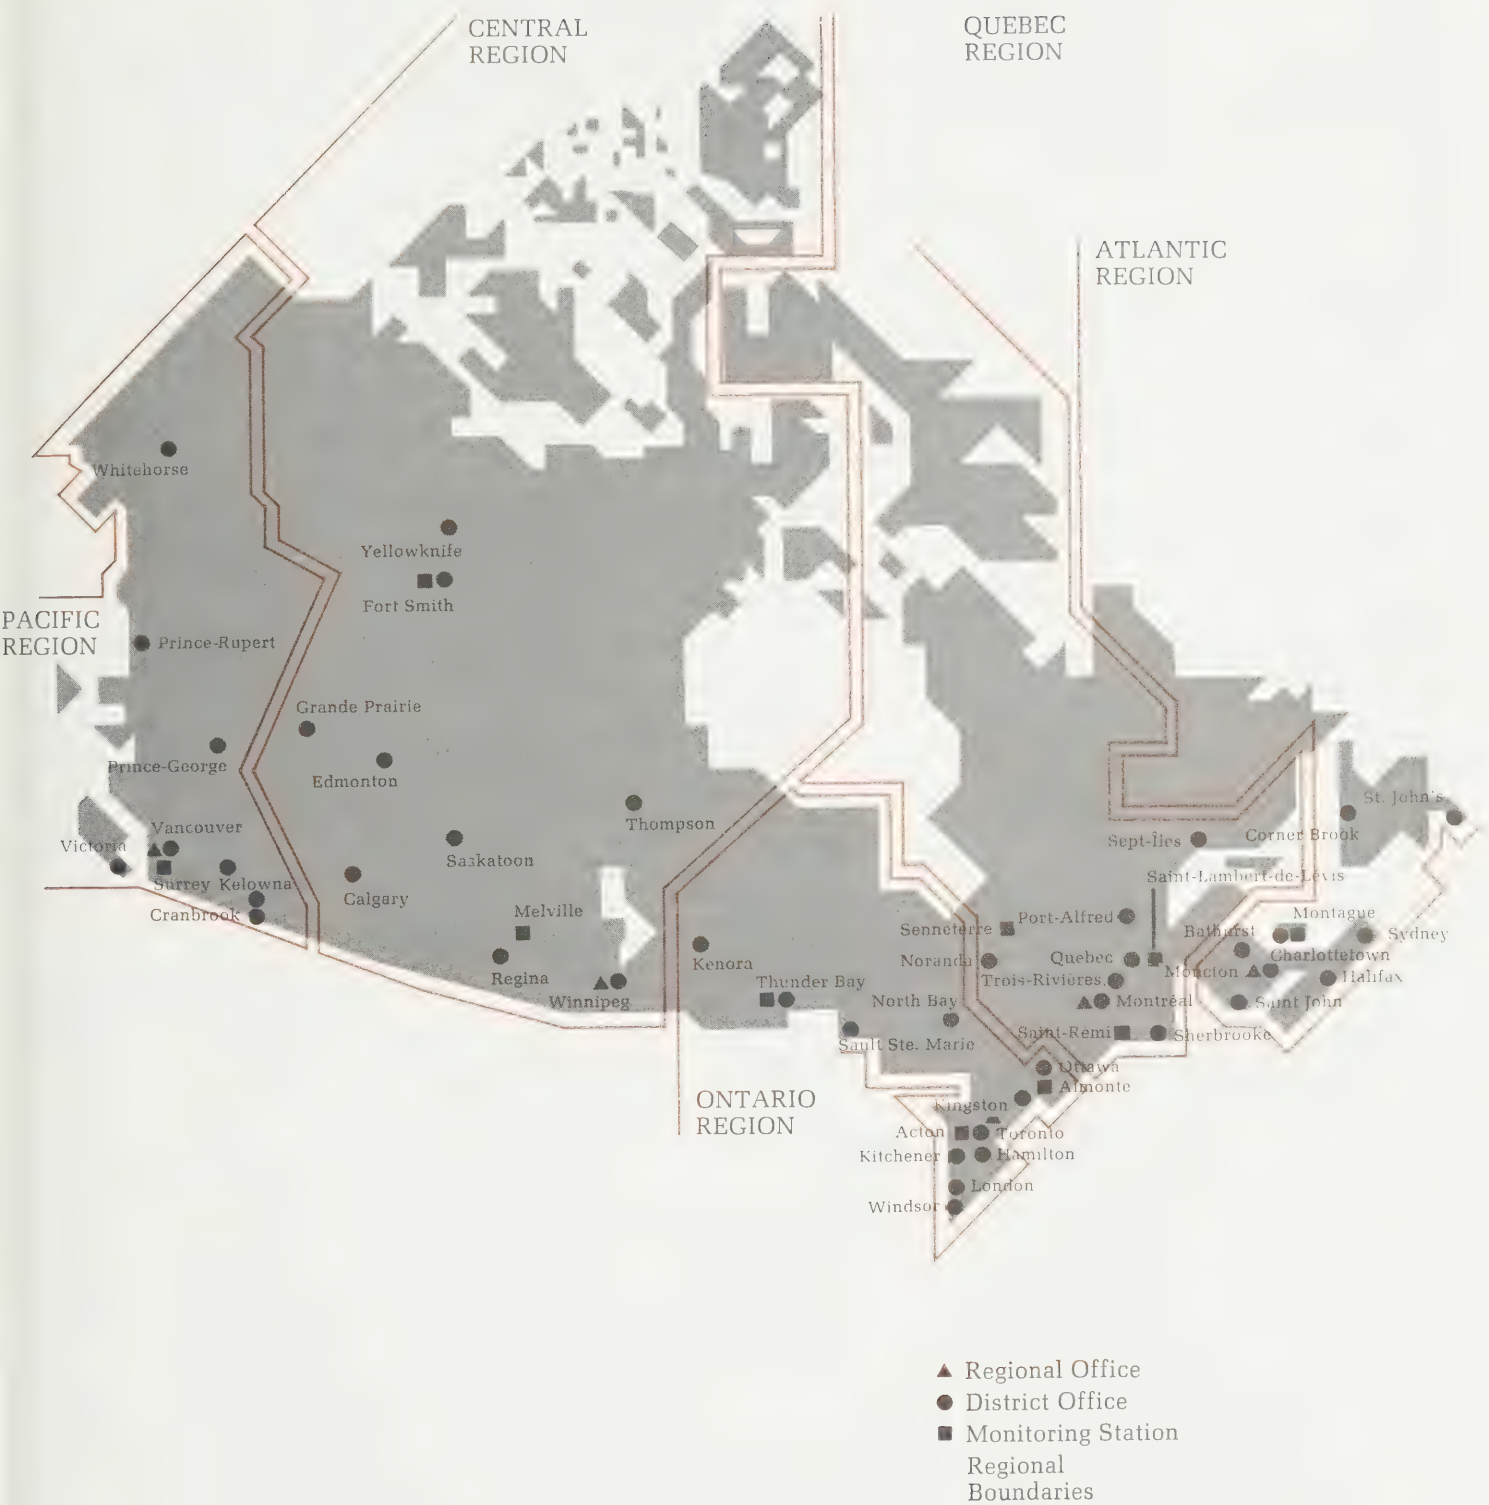 CENTRAL
REGION
QUEBEC
REGION
ATLANTIC
REGION
Whitehorse
Yellowknife
Fort Smith
PACIFIC
REGION
Prince-Rupert
Grande Prairie
Prince-George
Edmonton
Thompson
St. John's
Corner Brook
Sept-Îles
Vancouver
Victoria
Saskatoon
Surrey Kelowna
Saint-Lambert-de-Lévis
Cranbrook
Calgary
Melville
Port-Alfred
Montague
Senneterre
Bathurst
Sydney
Regina
Kenora
Noranda
Quebec
Charlottetown
Moncton
Halifax
Winnipeg
Thunder Bay
Trois-Rivières
North Bay
Montréal
Saint John
Sault Ste. Marie
Saint-Rémi
Sherbrooke
Ottawa
Almonte
ONTARIO
REGION
Kingston
Acton
Toronto
Kitchener
Hamilton
London
Windsor
Regional Office
District Office
Monitoring Station
Regional
Boundaries